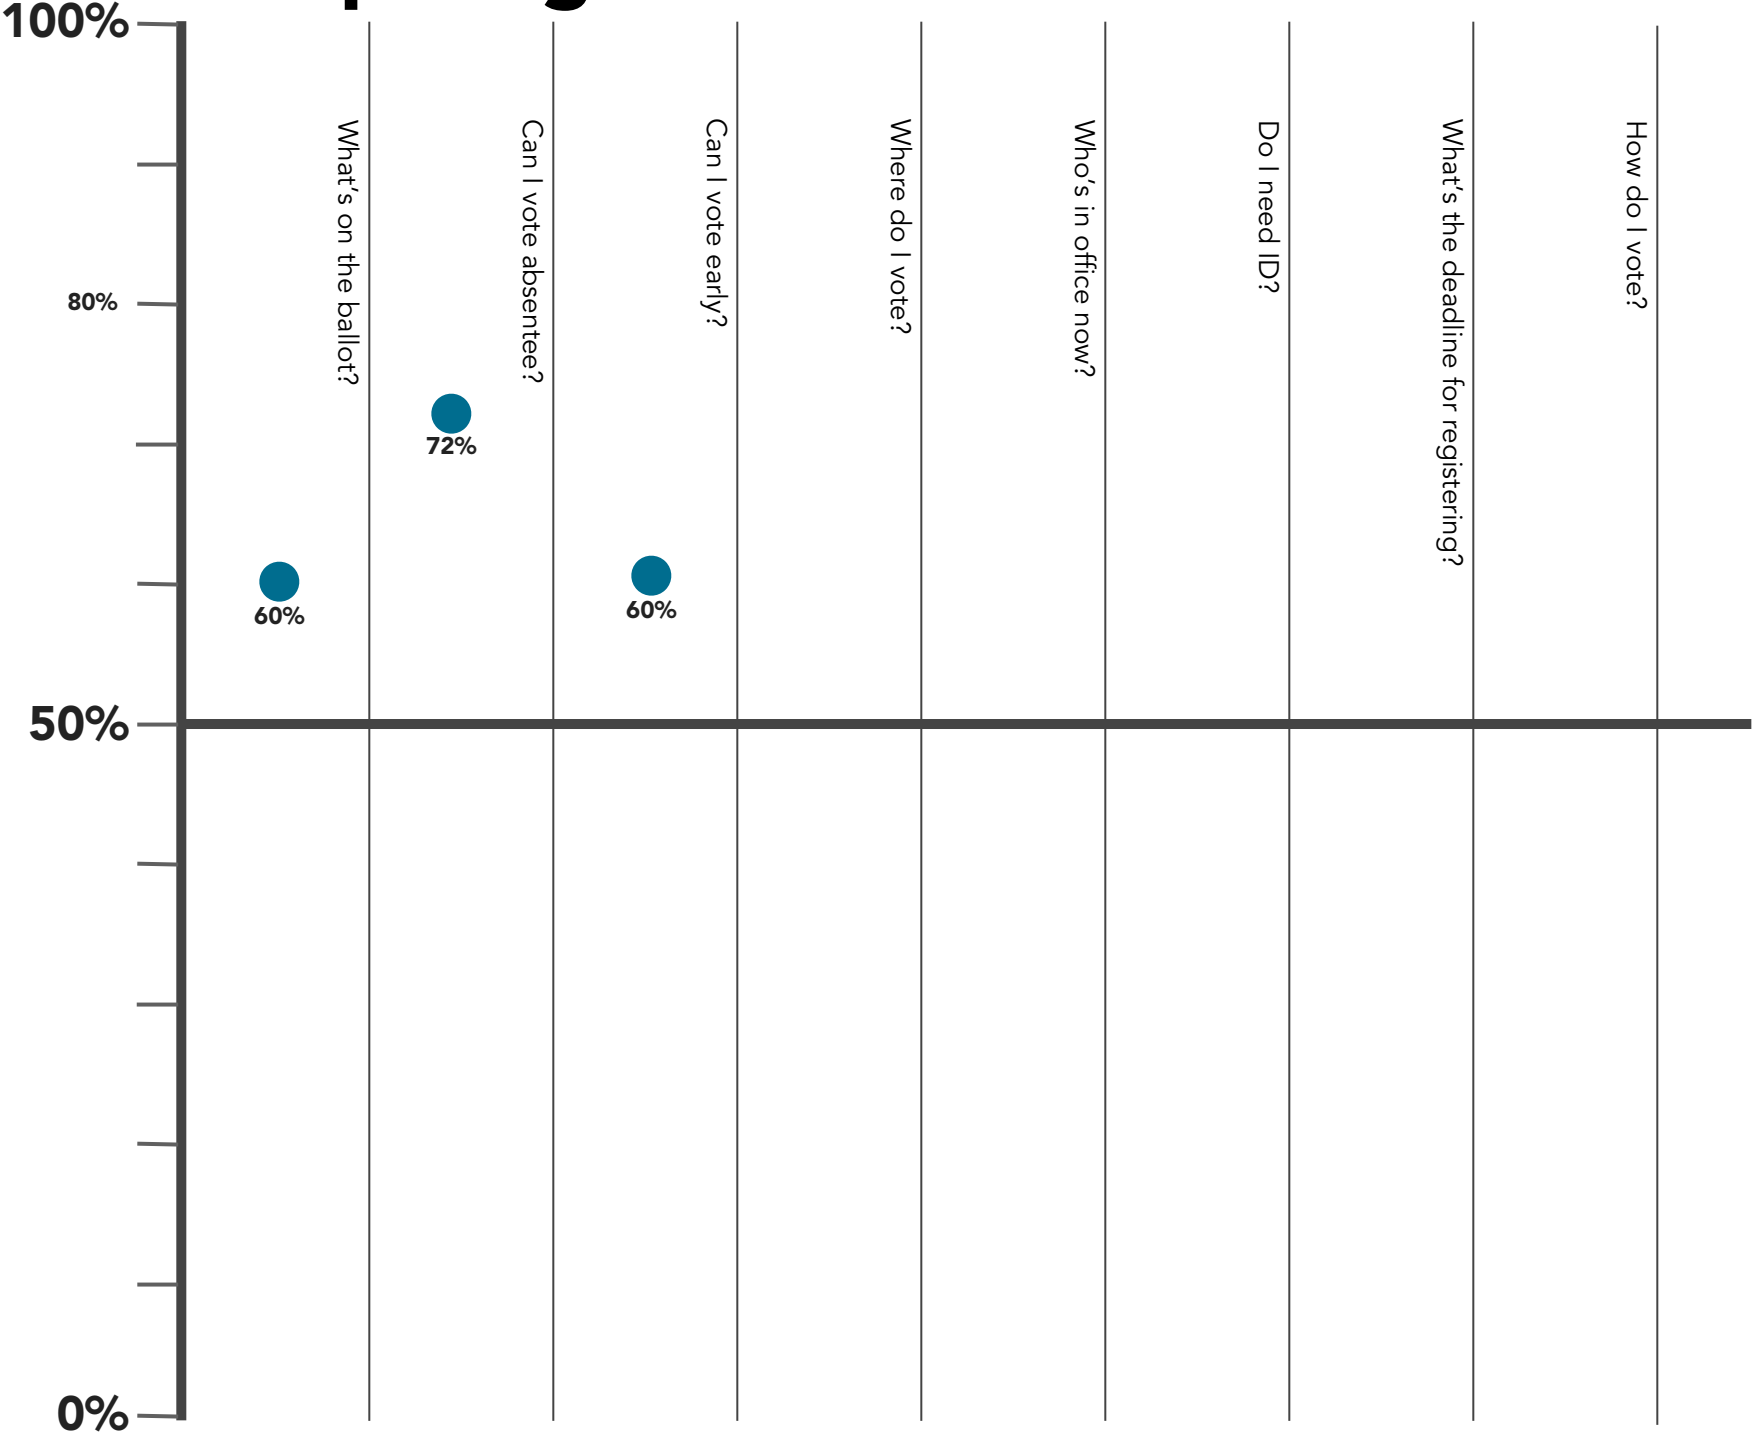 100%
What's on the ballot?
Can I vote absentee?
Can I vote early?
Where do I vote?
Who's in office now?
Do I need ID?
What's the deadline for registering?
How do I vote?
80%
72%
60%
60%
50%
0%